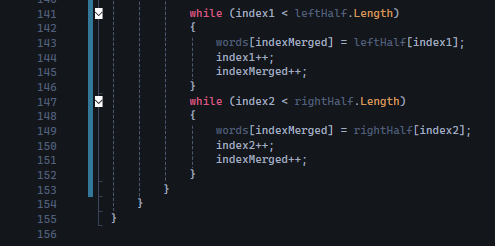 140
141 while (index1 < leftHalf.Length)
142 {
143 words[indexMerged] = leftHalf[index1];
144 index1++;
145 indexMerged++;
146 }
147 while (index2 < rightHalf.Length)
148 {
149 words[indexMerged] = rightHalf[index2];
150 index2++;
151 indexMerged++;
152 }
153 }
154 }
155 }
156